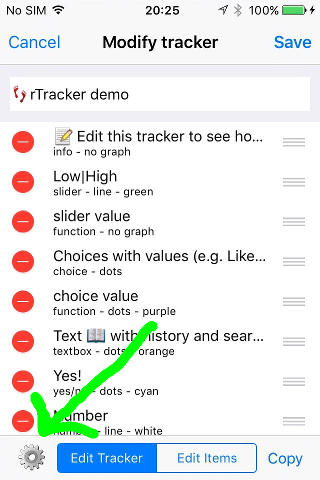 No SIM 20:25 100%
Cancel Modify tracker Save
rTracker demo
Edit this tracker to see ho...
info - no graph
Low|High
slider - line - green
slider value
function - no graph
Choices with values (e.g. Like...
choice - dots
choice value
function - dots - purple
Text 📖 with history and sear...
textbox - dots - orange
Yes!
yes/no - dots - cyan
Number
number - line - white
Edit Tracker Edit Items Copy